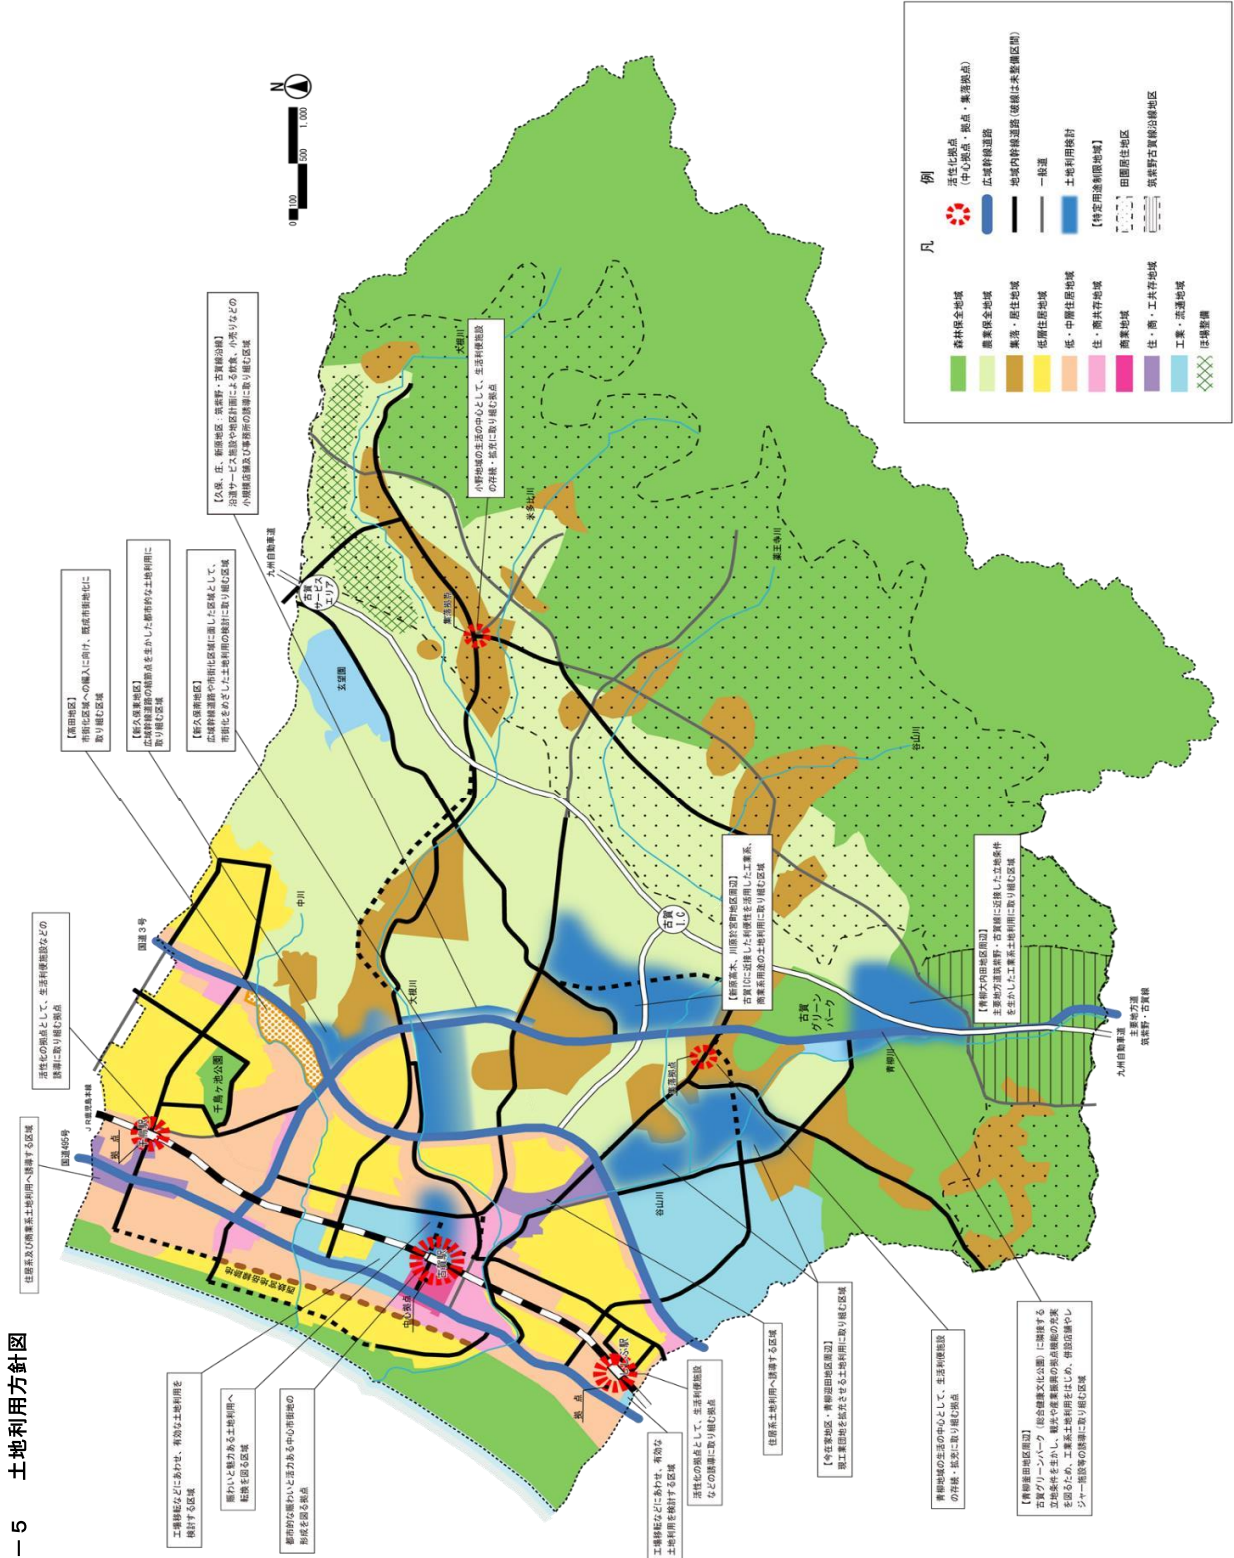 －５　土地利用方針図
住居系及び商業系土地利用へ誘導する区域
活性化の拠点として、生活利便施設などの
誘導に取り組む拠点
【高田地区】
市街化区域への編入に向け、既成市街地化に
取り組む区域
【新久保東地区】
広域幹線道路の結節点を生かした都市的な土地利用に
取り組む区域
【新久保南地区】
広域幹線道路や市街化区域に面した区域として、
市街化をめざした土地利用の検討に取り組む区域
【久保、庄、新原地区：筑紫野・古賀線沿線】
沿道サービス施設や地区計画による飲食、小売りなどの
小規模店舗及び事務所の誘導に取り組む区域
小野地域の生活の中心として、生活利便施設
の存続・拡充に取り組む拠点
N
0
100
500
1,000
国道495号
ＪＲ鹿児島本線
国道３号
拠　点
千鳥ヶ池公園
中川
大根川
九州自動車道
古賀
サービス
エリア
玄望園
集落拠点
大根川
米多比川
薬王寺川
谷山川
西鉄宮地岳線跡地
中心拠点
古賀駅
谷山川
集落拠点
古賀
I.C
古賀
グリーン
パーク
青柳川
拠　点
九州自動車道
主要地方道
筑紫野・古賀線
【新原高木、川原於宮町地区周辺】
古賀ICに近接した利便性を活用した工業系、
商業系用途の土地利用に取り組む区域
【青柳大内田地区周辺】
主要地方道筑紫野・古賀線に近接した立地条件
を生かした工業系土地利用に取り組む区域
工場移転などにあわせ、有効な土地利用を
検討する区域
賑わいと魅力ある土地利用へ
転換を図る区域
都市的な賑わいと活力ある中心市街地の
形成を図る拠点
工場移転などにあわせ、有効な
土地利用を検討する区域
活性化の拠点として、生活利便施設
などの誘導に取り組む拠点
住居系土地利用へ誘導する区域
【今在家地区・青柳迎田地区周辺】
現工業団地を拡充させる土地利用に取り組む区域
青柳地域の生活の中心として、生活利便施設
の存続・拡充に取り組む拠点
【青柳釜田地区周辺】
古賀グリーンパーク（総合健康文化公園）に隣接する
立地条件を生かし、観光や産業振興の拠点機能の充実
を図るため、工業系土地利用をはじめ、併設店舗やレ
ジャー施設等の誘導に取り組む区域
凡　例
森林保全地域
農業保全地域
集落・居住地域
低層住居地域
低・中層住居地域
住・商共存地域
商業地域
住・商・工共存地域
工業・流通地域
ほ場整備
活性化拠点
（中心拠点・拠点・集落拠点）
広域幹線道路
地域内幹線道路（破線は未整備区間）
一般道
土地利用検討
【特定用途制限地域】
田園居住地区
筑紫野古賀線沿線地区